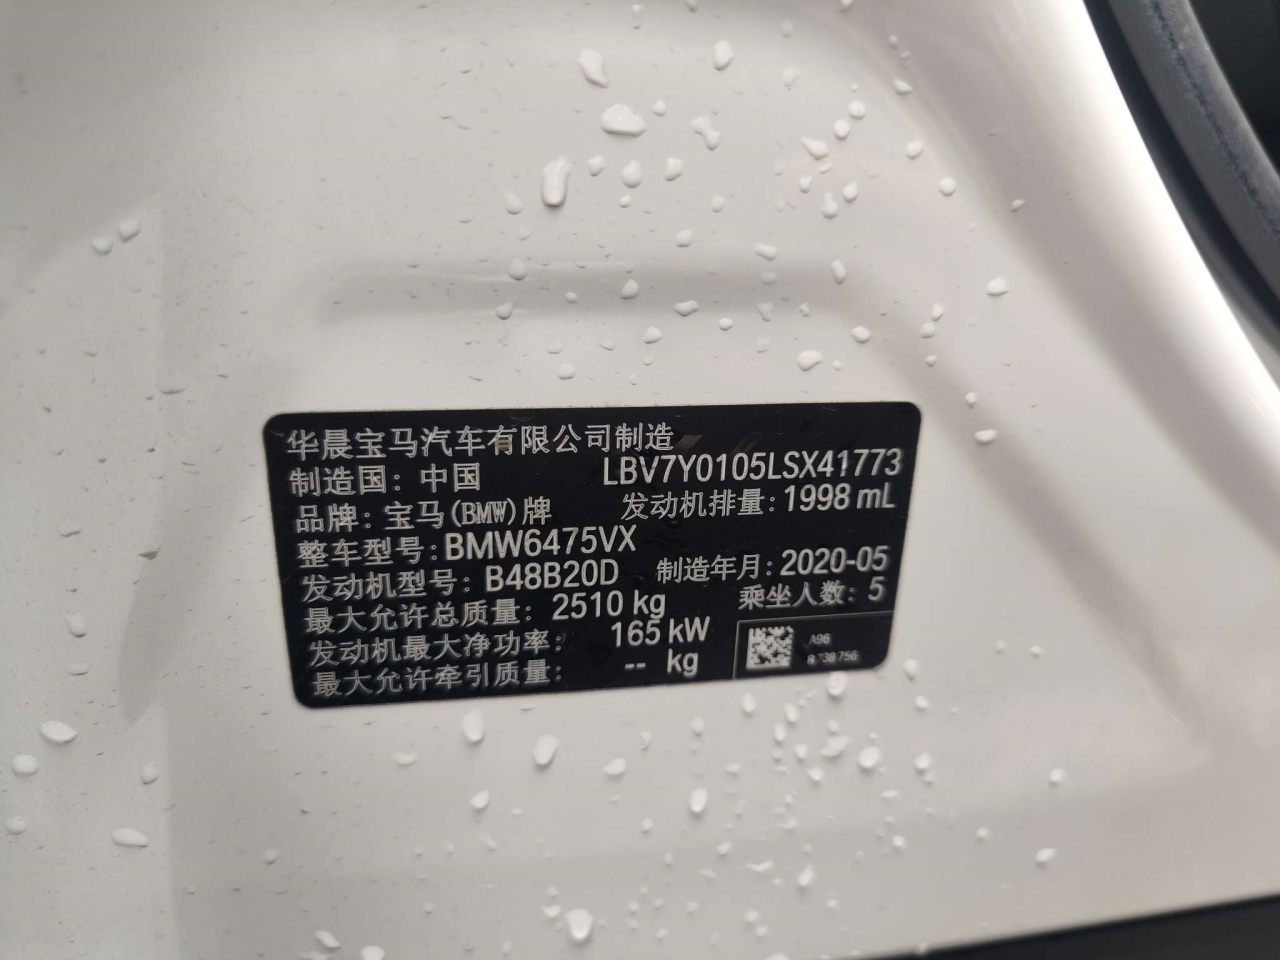 华晨宝马汽车有限公司制造
制造国：中国 LBV7Y0105LSX41773
品牌：宝马(BMW)牌 发动机排量：1998 mL
整车型号：BMW6475VX
发动机型号：B48B20D 制造年月：2020-05
最大允许总质量：2510 kg 乘坐人数：5
发动机最大净功率：165 kW
最大允许牵引质量：-- kg
A96